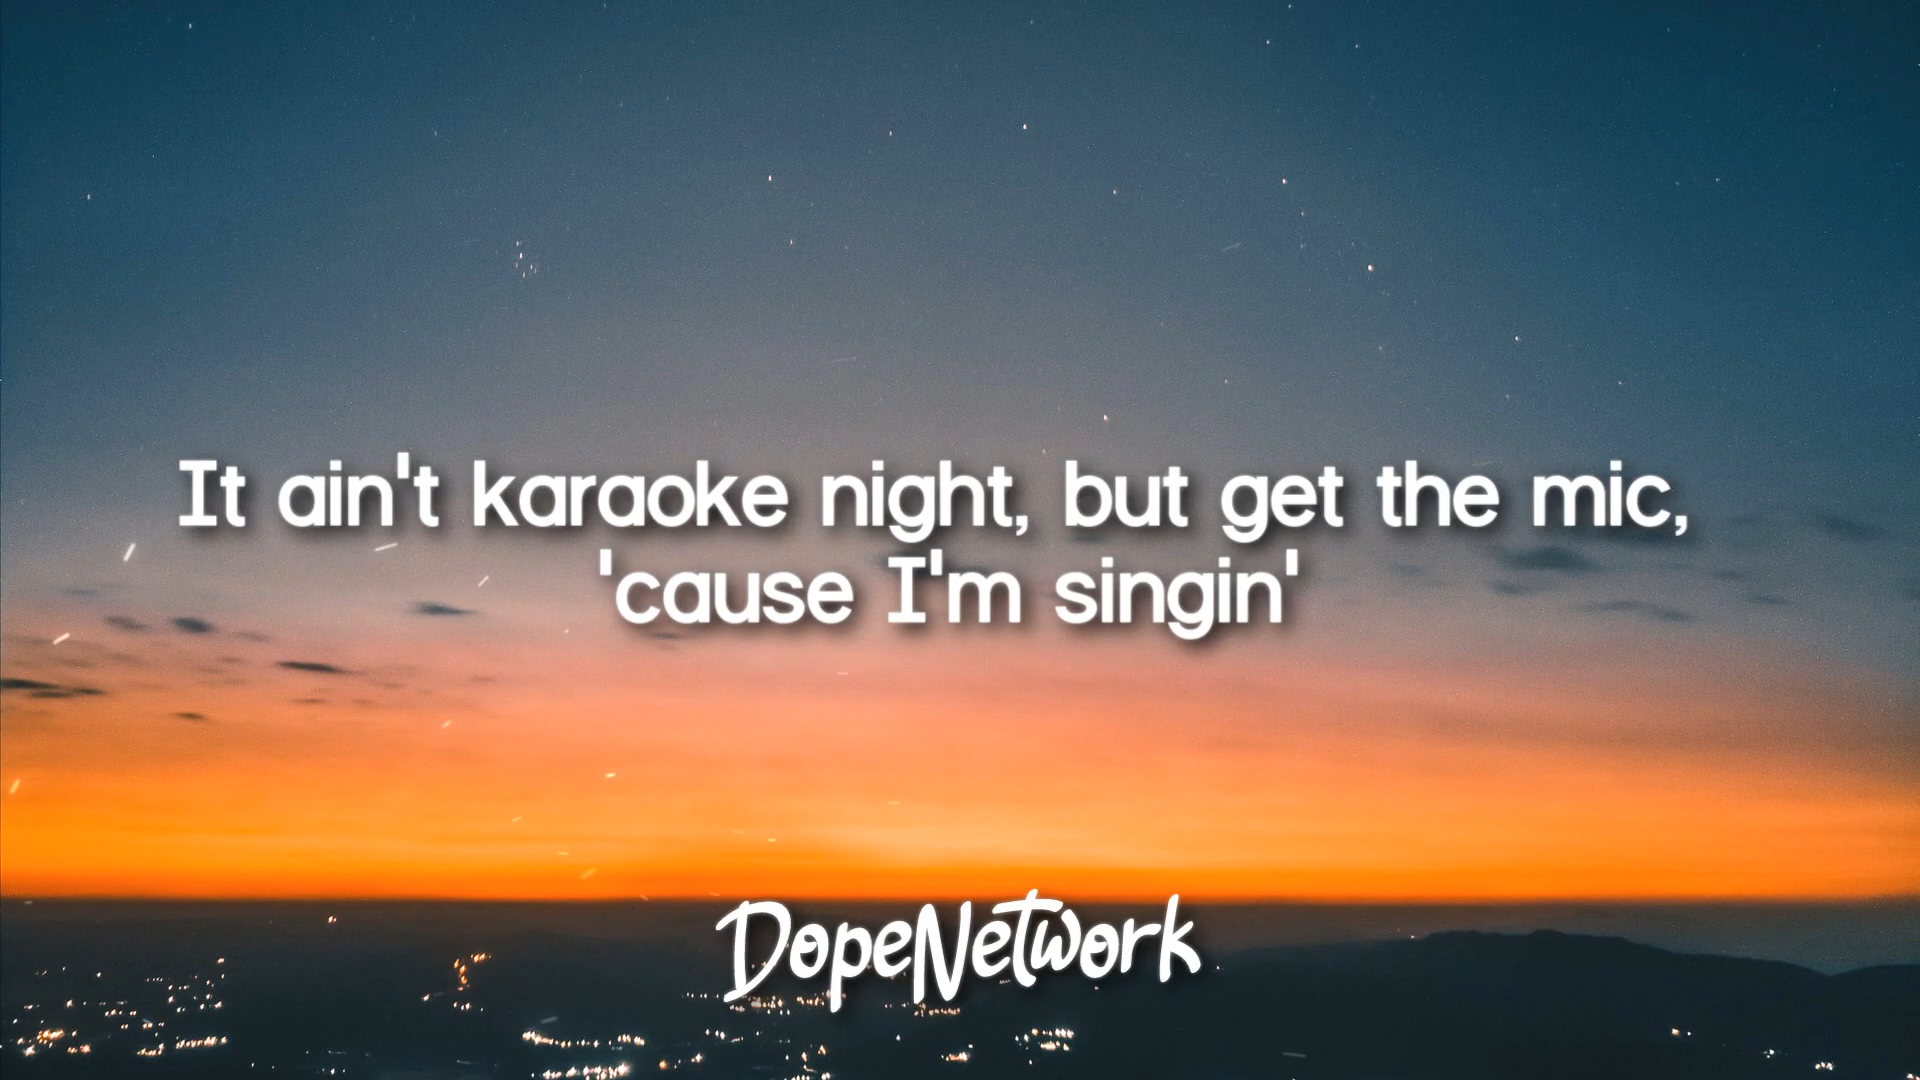 It ain't karaoke night, but get the mic,
'cause I'm singin'
DopeNetwork